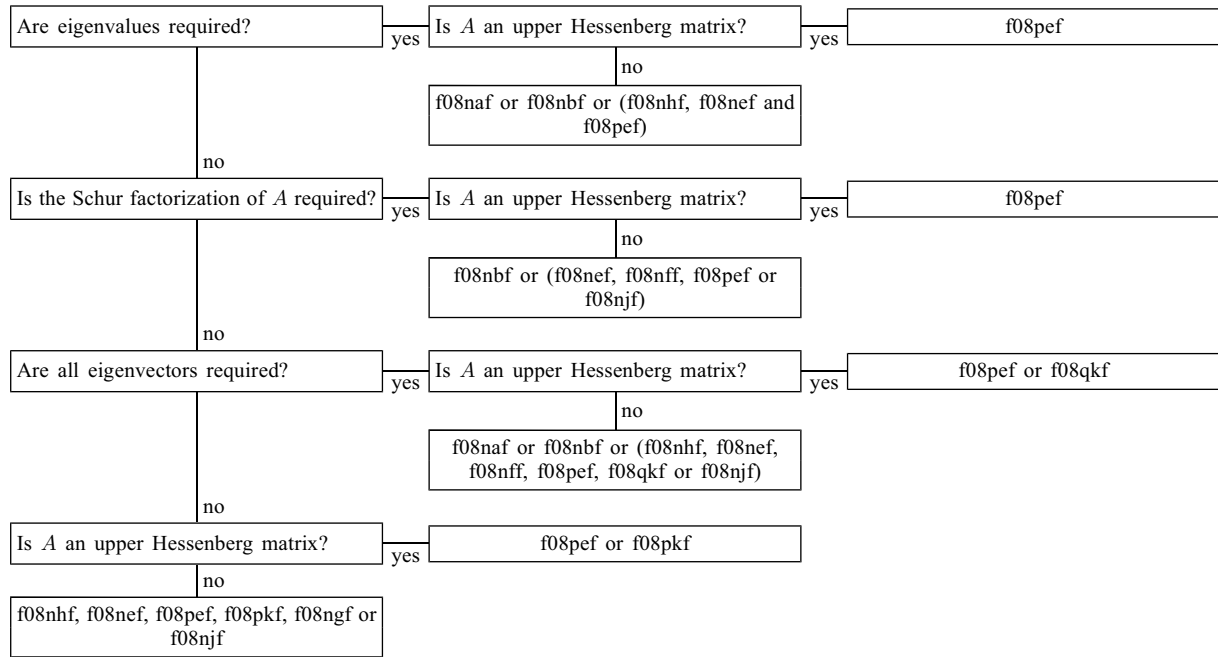 Are eigenvalues required?
yes
Is A an upper Hessenberg matrix?
yes
f08pef
no
f08naf or f08nbf or (f08nhf, f08nef and
f08pef)
no
Is the Schur factorization of A required?
yes
Is A an upper Hessenberg matrix?
yes
f08pef
no
f08nbf or (f08nef, f08nff, f08pef or
f08njf)
no
Are all eigenvectors required?
yes
Is A an upper Hessenberg matrix?
yes
f08pef or f08qkf
no
f08naf or f08nbf or (f08nhf, f08nef,
f08nff, f08pef, f08qkf or f08njf)
no
Is A an upper Hessenberg matrix?
yes
f08pef or f08pkf
no
f08nhf, f08nef, f08pef, f08pkf, f08ngf or
f08njf